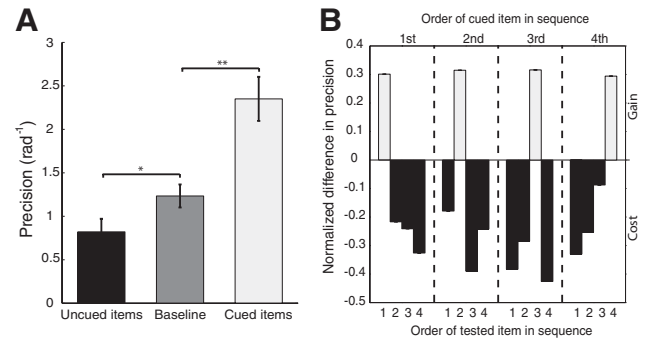 A
Precision (rad⁻¹)
3
2.5
2
1.5
1
0.5
0
*
**
Uncued items Baseline Cued items
B
Order of cued item in sequence
1st 2nd 3rd 4th
Normalized difference in precision
0.4
0.3
0.2
0.1
0
-0.1
-0.2
-0.3
-0.4
-0.5
Gain
Cost
1 2 3 4 1 2 3 4 1 2 3 4 1 2 3 4
Order of tested item in sequence